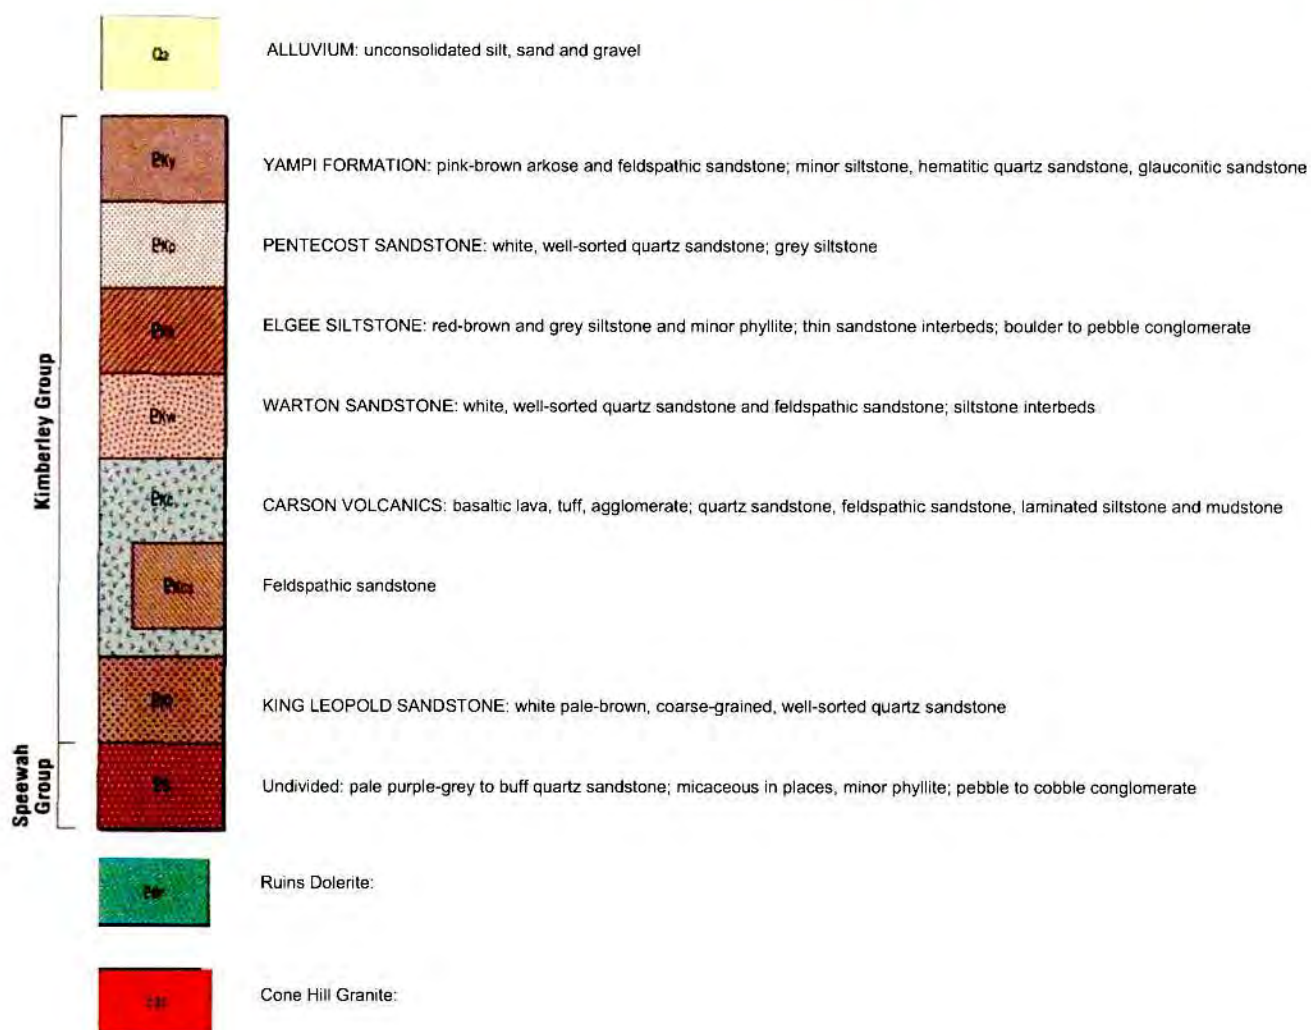 Qa ALLUVIUM: unconsolidated silt, sand and gravel
Kimberley Group
YAMPI FORMATION: pink-brown arkose and feldspathic sandstone; minor siltstone, hematitic quartz sandstone, glauconitic sandstone
PENTECOST SANDSTONE: white, well-sorted quartz sandstone; grey siltstone
ELGEE SILTSTONE: red-brown and grey siltstone and minor phyllite; thin sandstone interbeds; boulder to pebble conglomerate
WARTON SANDSTONE: white, well-sorted quartz sandstone and feldspathic sandstone; siltstone interbeds
CARSON VOLCANICS: basaltic lava, tuff, agglomerate; quartz sandstone, feldspathic sandstone, laminated siltstone and mudstone
Feldspathic sandstone
KING LEOPOLD SANDSTONE: white pale-brown, coarse-grained, well-sorted quartz sandstone
Speewah
Group
Undivided: pale purple-grey to buff quartz sandstone; micaceous in places, minor phyllite; pebble to cobble conglomerate
Ruins Dolerite:
Cone Hill Granite: